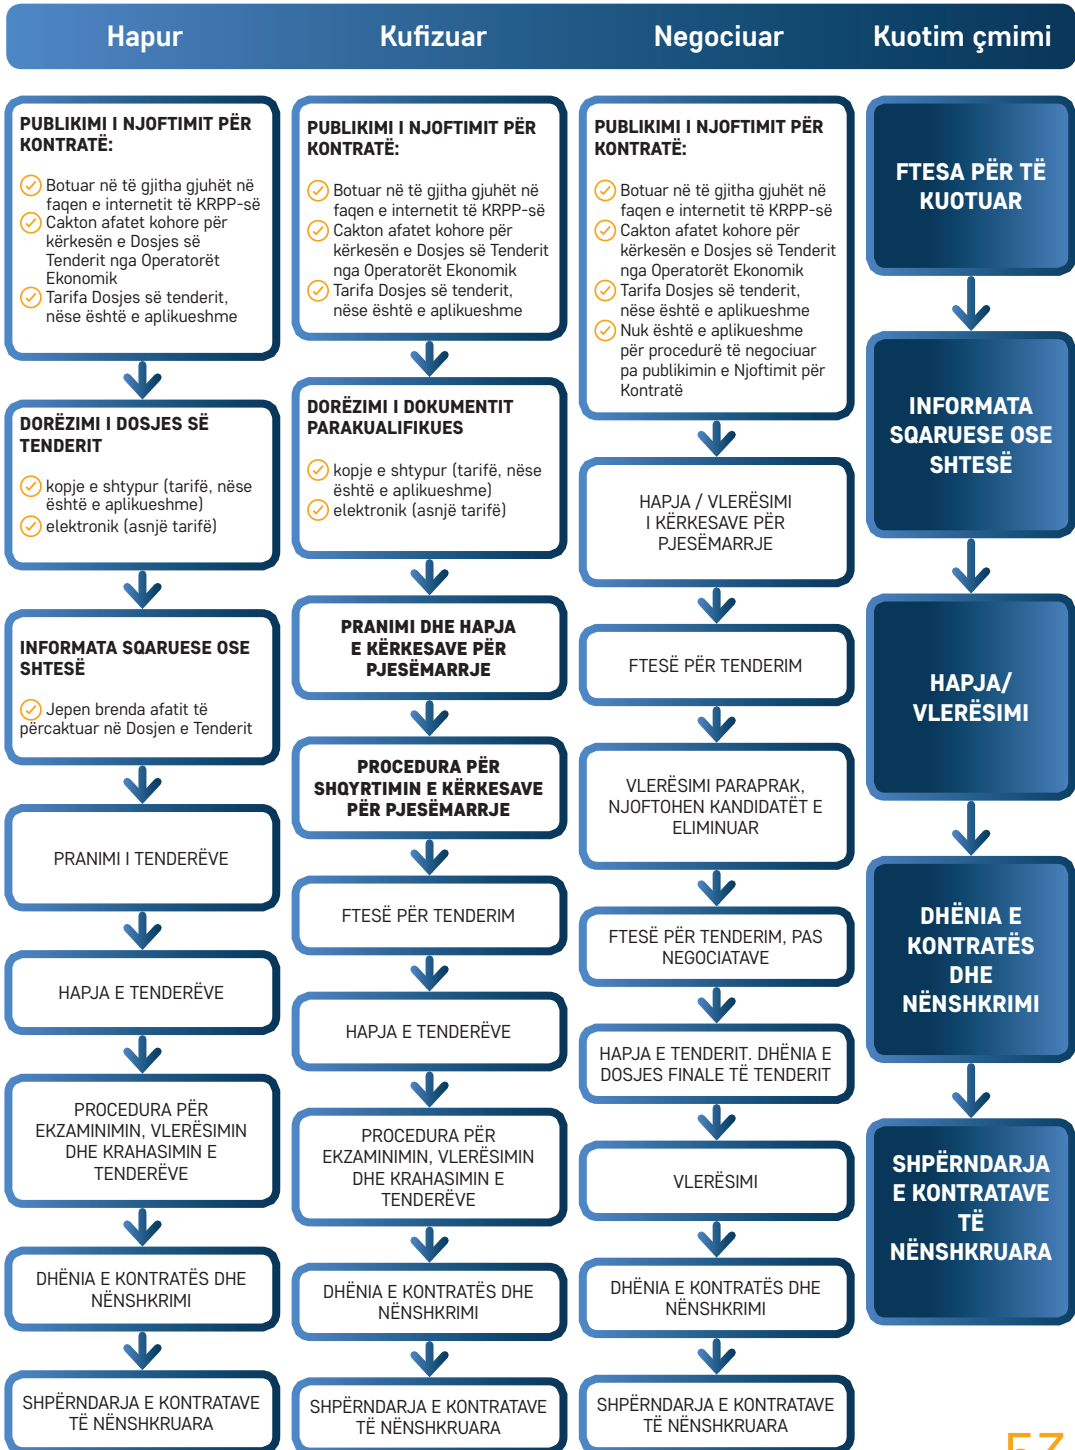 Hapur
Kufizuar
Negociuar
Kuotim çmimi
PUBLIKIMI I NJOFTIMIT PËR
KONTRATË:
Botuar në të gjitha gjuhët në
faqen e internetit të KRPP-së
Cakton afatet kohore për
kërkesën e Dosjes së
Tenderit nga Operatorët
Ekonomik
Tarifa Dosjes së tenderit,
nëse është e aplikueshme
DORËZIMI I DOSJES SË
TENDERIT
kopje e shtypur (tarifë, nëse
është e aplikueshme)
elektronik (asnjë tarifë)
INFORMATA SQARUESE OSE
SHTESË
Jepen brenda afatit të
përcaktuar në Dosjen e Tenderit
PRANIMI I TENDERËVE
HAPJA E TENDERËVE
PROCEDURA PËR
EKZAMINIMIN, VLERËSIMIN
DHE KRAHASIMIN E
TENDERËVE
DHËNIA E KONTRATËS DHE
NËNSHKRIMI
SHPËRNDARJA E KONTRATAVE
TË NËNSHKRUARA
PUBLIKIMI I NJOFTIMIT PËR
KONTRATË:
Botuar në të gjitha gjuhët në
faqen e internetit të KRPP-së
Cakton afatet kohore për
kërkesën e Dosjes së Tenderit
nga Operatorët Ekonomik
Tarifa Dosjes së tenderit,
nëse është e aplikueshme
DORËZIMI I DOKUMENTIT
PARAKUALIFIKUES
kopje e shtypur (tarifë, nëse
është e aplikueshme)
elektronik (asnjë tarifë)
PRANIMI DHE HAPJA
E KËRKESAVE PËR
PJESËMARRJE
PROCEDURA PËR
SHQYRTIMIN E KËRKESAVE
PËR PJESËMARRJE
FTESË PËR TENDERIM
HAPJA E TENDERËVE
PROCEDURA PËR
EKZAMINIMIN, VLERËSIMIN
DHE KRAHASIMIN E
TENDERËVE
DHËNIA E KONTRATËS DHE
NËNSHKRIMI
SHPËRNDARJA E KONTRATAVE
TË NËNSHKRUARA
PUBLIKIMI I NJOFTIMIT PËR
KONTRATË:
Botuar në të gjitha gjuhët në
faqen e internetit të KRPP-së
Cakton afatet kohore për
kërkesën e Dosjes së Tenderit
nga Operatorët Ekonomik
Tarifa Dosjes së tenderit,
nëse është e aplikueshme
Nuk është e aplikueshme
për procedurë të negociuar
pa publikimin e Njoftimit për
Kontratë
HAPJA / VLERËSIMI
I KËRKESAVE PËR
PJESËMARRJE
FTESË PËR TENDERIM
VLERËSIMI PARAPRAK,
NJOFTOHEN KANDIDATËT E
ELIMINUAR
FTESË PËR TENDERIM, PAS
NEGOCIATAVE
HAPJA E TENDERIT. DHËNIA E
DOSJES FINALE TË TENDERIT
VLERËSIMI
DHËNIA E KONTRATËS DHE
NËNSHKRIMI
SHPËRNDARJA E KONTRATAVE
TË NËNSHKRUARA
FTESA PËR TË
KUOTUAR
INFORMATA
SQARUESE OSE
SHTESË
HAPJA/
VLERËSIMI
DHËNIA E
KONTRATËS
DHE
NËNSHKRIMI
SHPËRNDARJA
E KONTRATAVE
TË
NËNSHKRUARA